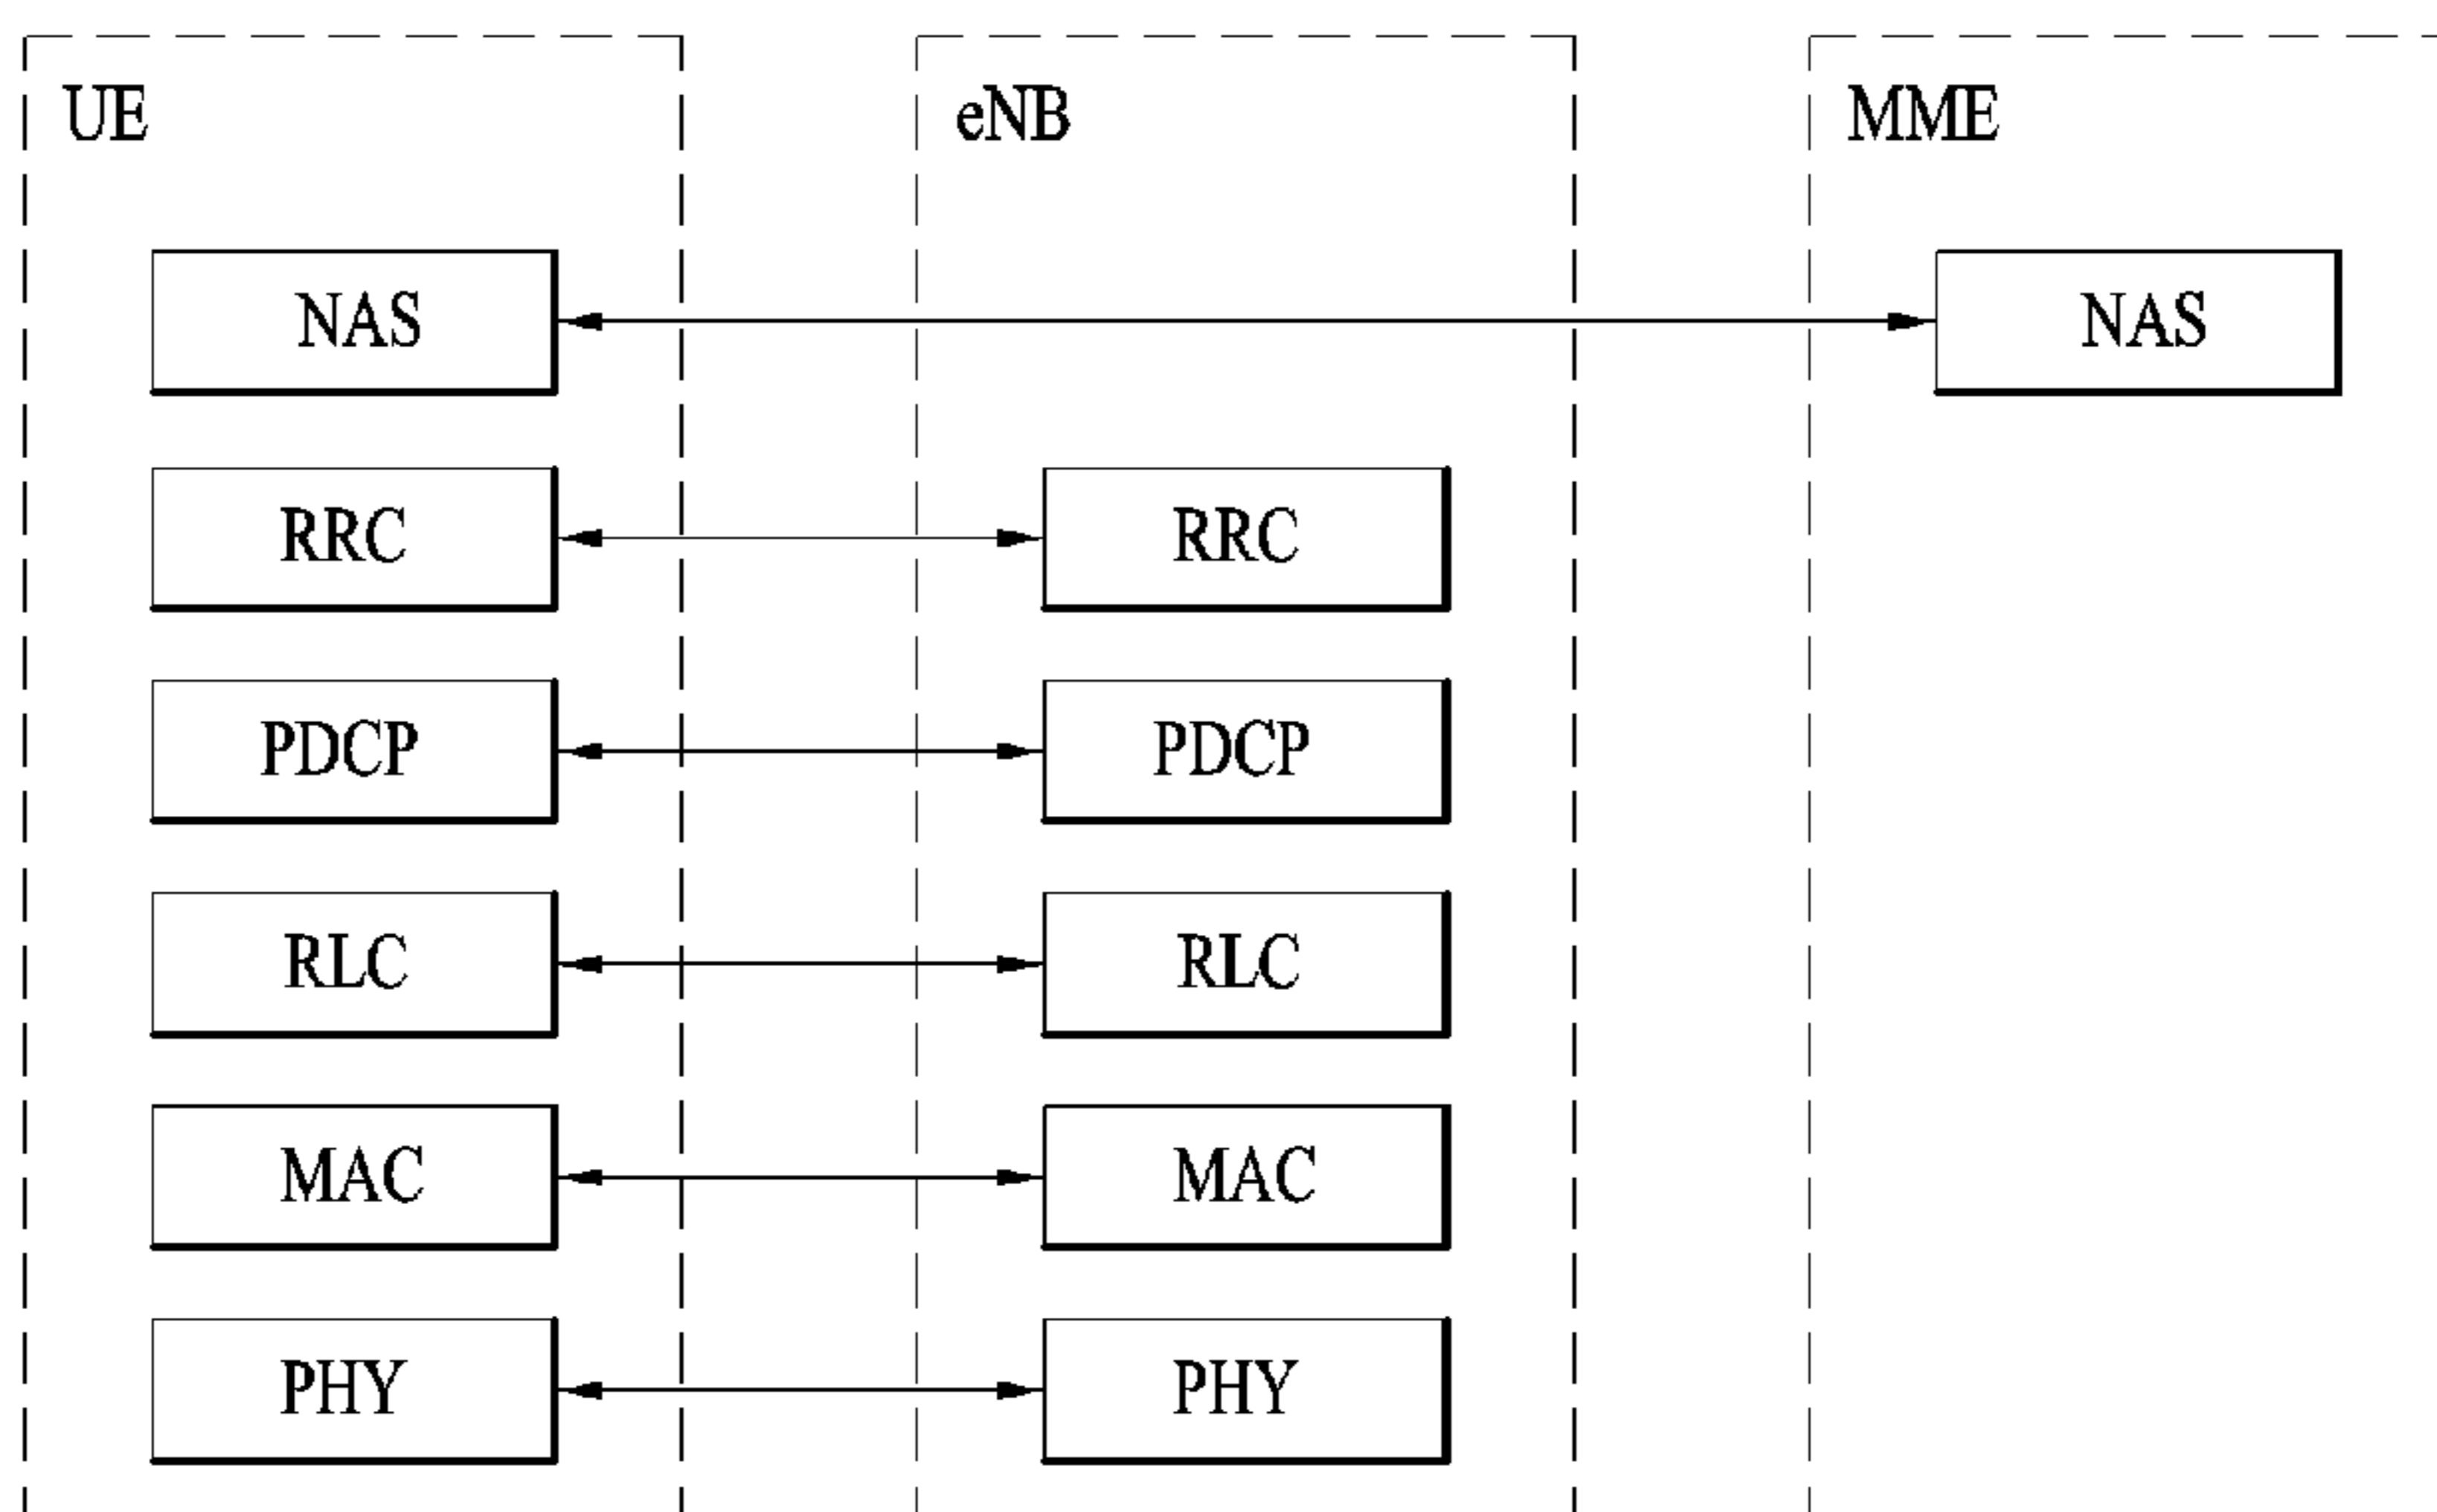 UE eNB MME
NAS NAS
RRC RRC
PDCP PDCP
RLC RLC
MAC MAC
PHY PHY